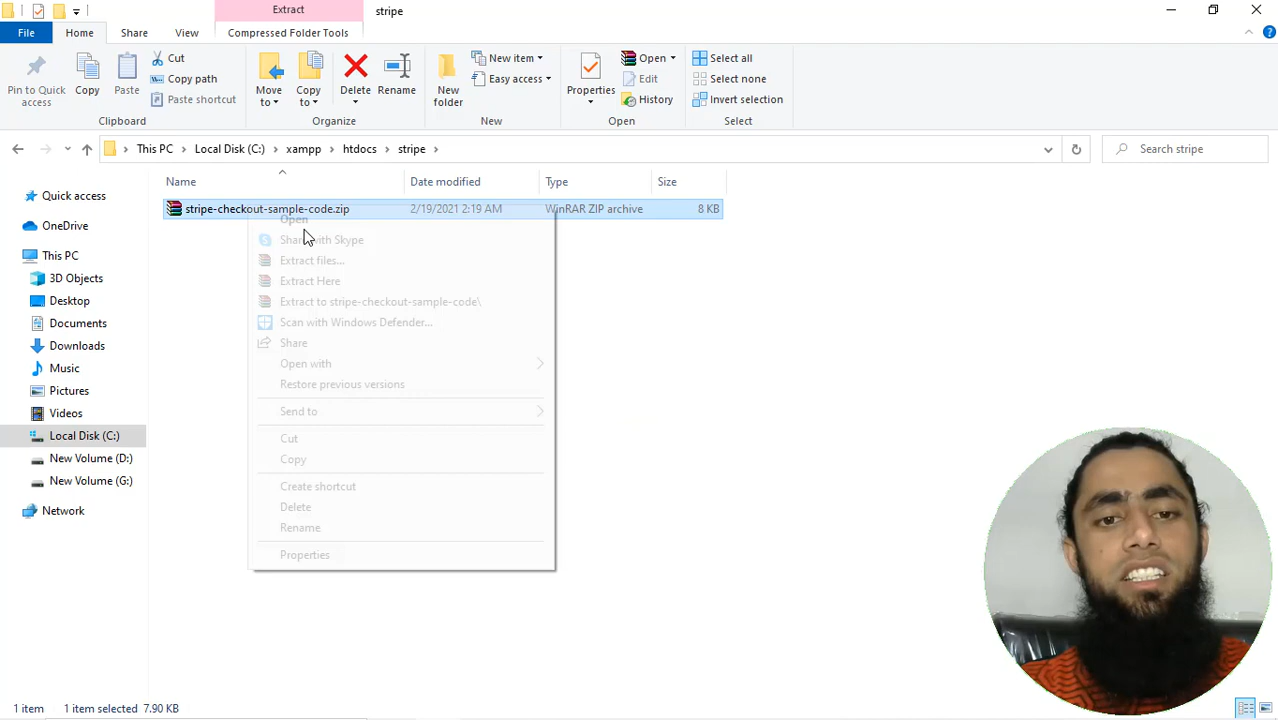 Extract
stripe
File
Home
Share
View
Compressed Folder Tools
Pin to Quick access
Copy
Paste
Cut
Copy path
Paste shortcut
Clipboard
Move to
Copy to
Delete
Rename
Organize
New folder
New item
Easy access
New
Properties
Open
Edit
History
Open
Select all
Select none
Invert selection
Select
This PC
Local Disk (C:)
xampp
htdocs
stripe
Search stripe
Name
Date modified
Type
Size
stripe-checkout-sample-code.zip
2/19/2021 2:19 AM
WinRAR ZIP archive
8 KB
Quick access
OneDrive
This PC
3D Objects
Desktop
Documents
Downloads
Music
Pictures
Videos
Local Disk (C:)
New Volume (D:)
New Volume (G:)
Network
Open
Share with Skype
Extract files...
Extract Here
Extract to stripe-checkout-sample-code\
Scan with Windows Defender...
Share
Open with
Restore previous versions
Send to
Cut
Copy
Create shortcut
Delete
Rename
Properties
1 item
1 item selected
7.90 KB